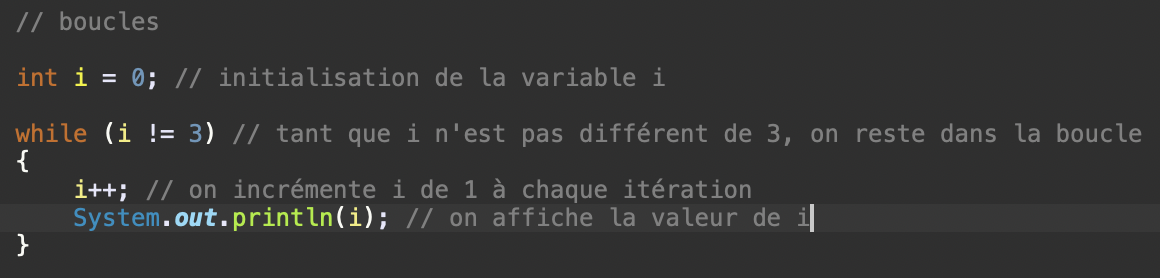 // boucles
int i = 0; // initialisation de la variable i
while (i != 3) // tant que i n'est pas différent de 3, on reste dans la boucle
{
    i++; // on incrémente i de 1 à chaque itération
    System.out.println(i); // on affiche la valeur de i
}